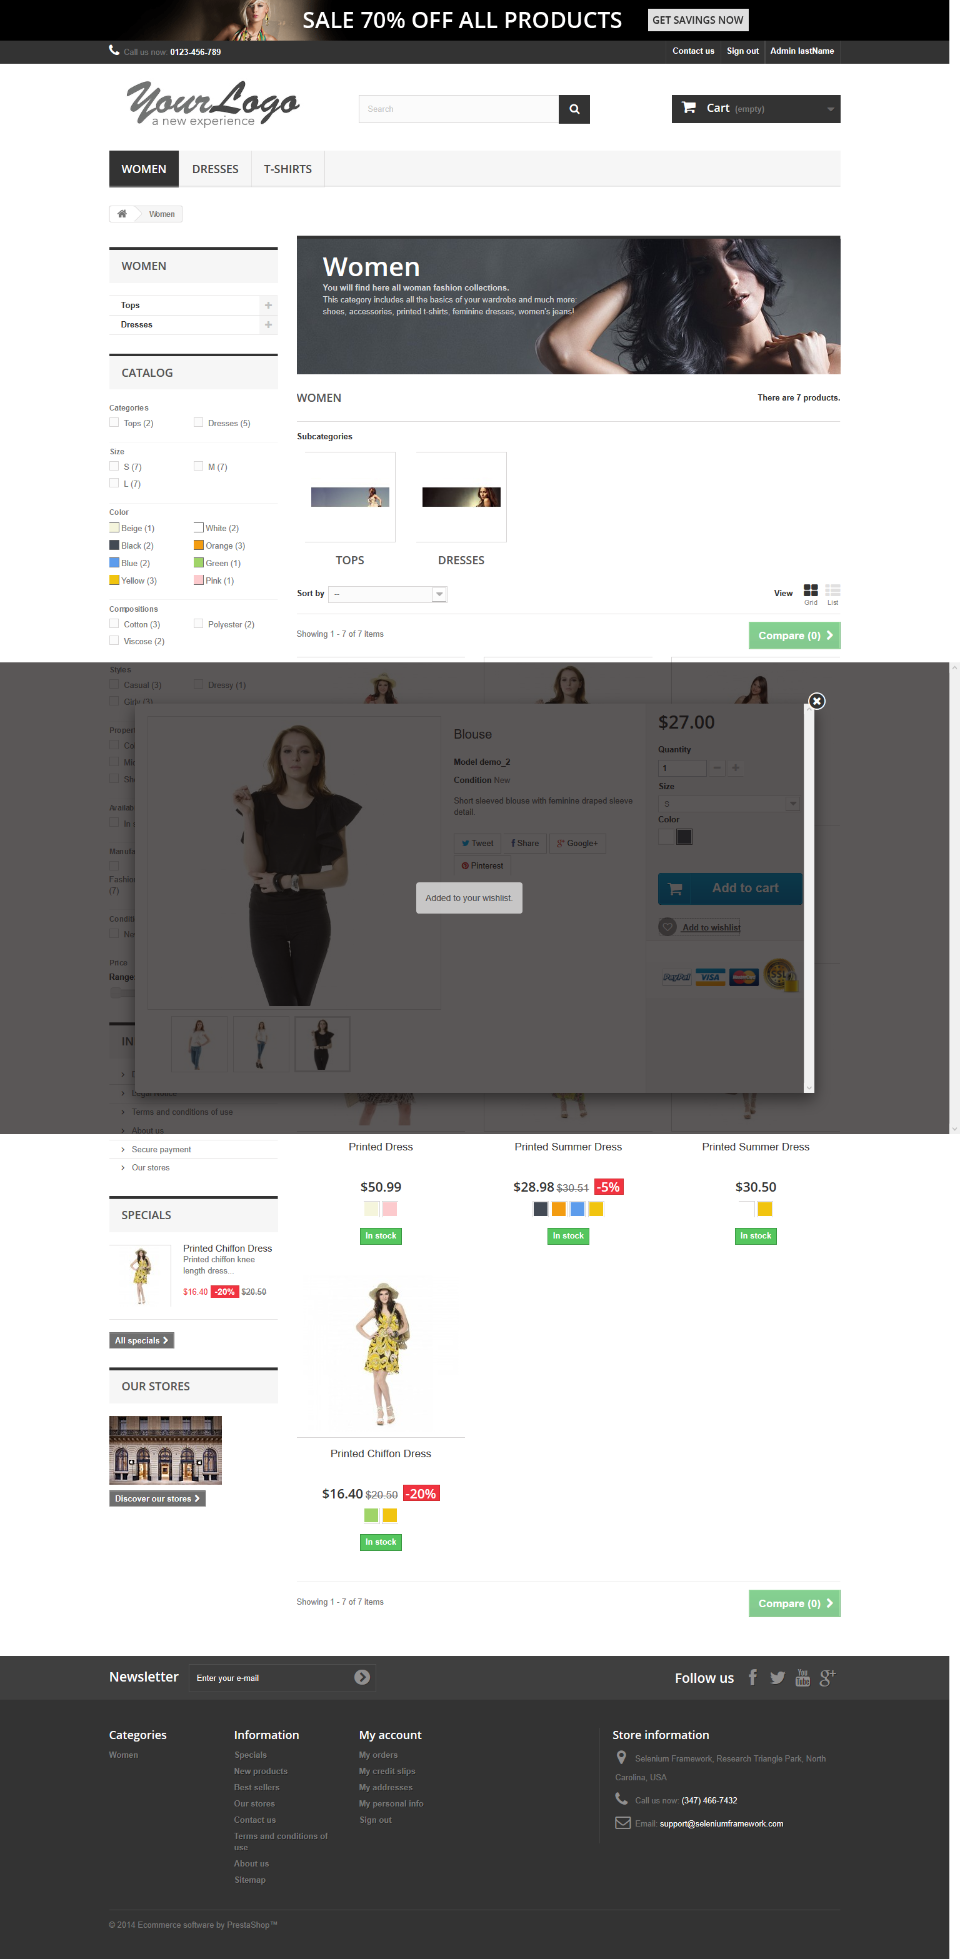 SALE 70% OFF ALL PRODUCTS GET SAVINGS NOW
Call us now: 0123-456-789
Contact us Sign out Admin lastName
YourLogo
a new experience
Search
Cart (empty)
WOMEN DRESSES T-SHIRTS
Women
WOMEN
Tops
Dresses
CATALOG
Categories
Tops (2) Dresses (5)
Size
S (7) M (7)
L (7)
Color
Beige (1) White (2)
Black (2) Orange (3)
Blue (2) Green (1)
Yellow (3) Pink (1)
Compositions
Cotton (3) Polyester (2)
Viscose (2)
Styles
Casual (3) Dressy (1)
Girly (3)
Women
You will find here all woman fashion collections.
This category includes all the basics of your wardrobe and much more:
shoes, accessories, printed t-shirts, feminine dresses, women's jeans!
WOMEN
There are 7 products.
Subcategories
TOPS DRESSES
Sort by --
View
Grid List
Showing 1 - 7 of 7 items
Compare (0)
Manuf
Fashion
(7)
Price
Range
IN
Blouse
Model demo_2
Condition New
Short sleeved blouse with feminine draped sleeve
detail.
Tweet Share Google+
Pinterest
$27.00
Quantity
1
Size
S
Color
Add to cart
Add to wishlist
PayPal VISA MasterCard
Added to your wishlist.
Legal Notice
Terms and conditions of use
About us
Secure payment
Our stores
SPECIALS
Printed Chiffon Dress
Printed chiffon knee
length dress...
$16.40 -20% $20.50
All specials
OUR STORES
Discover our stores
Printed Dress
$50.99
In stock
Printed Summer Dress
$28.98 $30.51 -5%
In stock
Printed Summer Dress
$30.50
In stock
Printed Chiffon Dress
$16.40 $20.50 -20%
In stock
Showing 1 - 7 of 7 items
Compare (0)
Newsletter Enter your e-mail
Follow us
Categories
Women
Information
Specials
New products
Best sellers
Our stores
Contact us
Terms and conditions of
use
About us
Sitemap
My account
My orders
My credit slips
My addresses
My personal info
Sign out
Store information
Selenium Framework, Research Triangle Park, North
Carolina, USA
Call us now: (347) 466-7432
Email: support@seleniumframework.com
© 2014 Ecommerce software by PrestaShop™